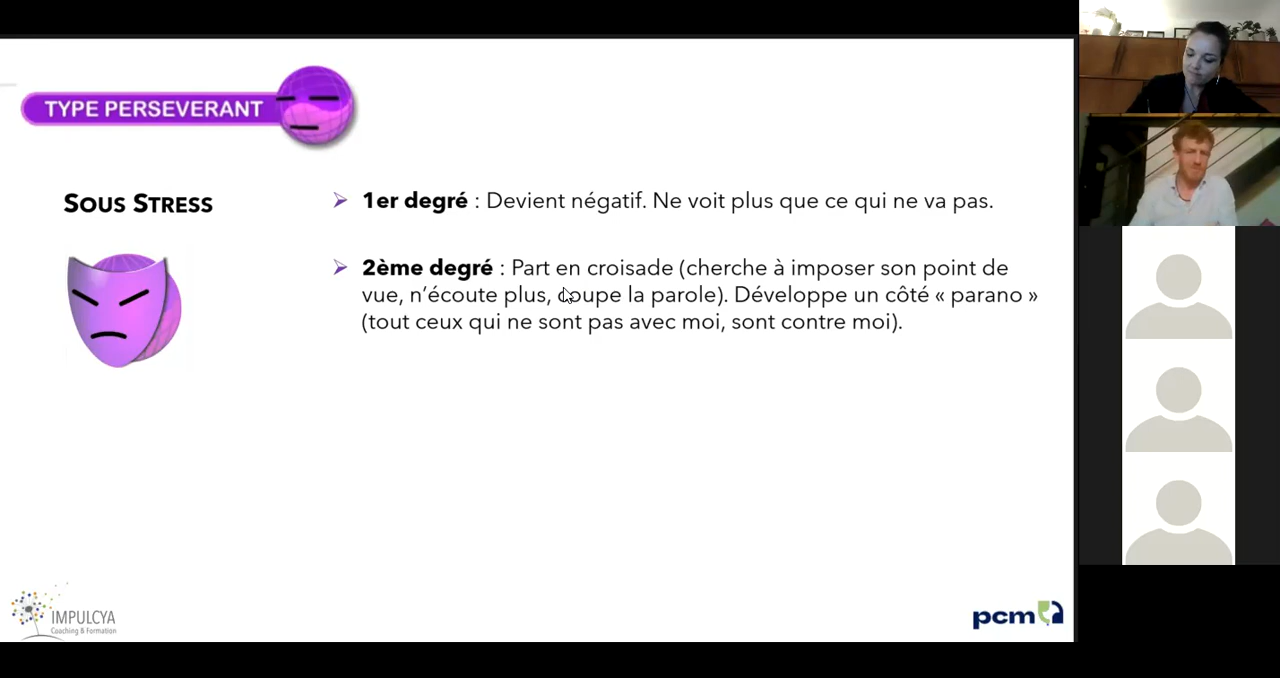 TYPE PERSEVERANT
SOUS STRESS
1er degré : Devient négatif. Ne voit plus que ce qui ne va pas.
2ème degré : Part en croisade (cherche à imposer son point de
vue, n’écoute plus, coupe la parole). Développe un côté « parano »
(tout ceux qui ne sont pas avec moi, sont contre moi).
IMPULCYA
Coaching & Formation
pcm